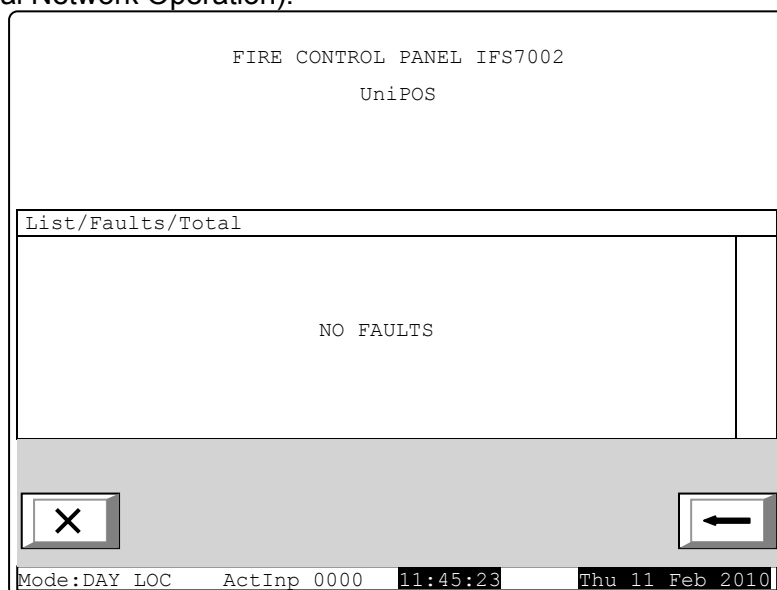 al Network Operation).
FIRE CONTROL PANEL IFS7002
UniPOS
List/Faults/Total
NO FAULTS
Mode:DAY LOC ActInp 0000 11:45:23 Thu 11 Feb 2010